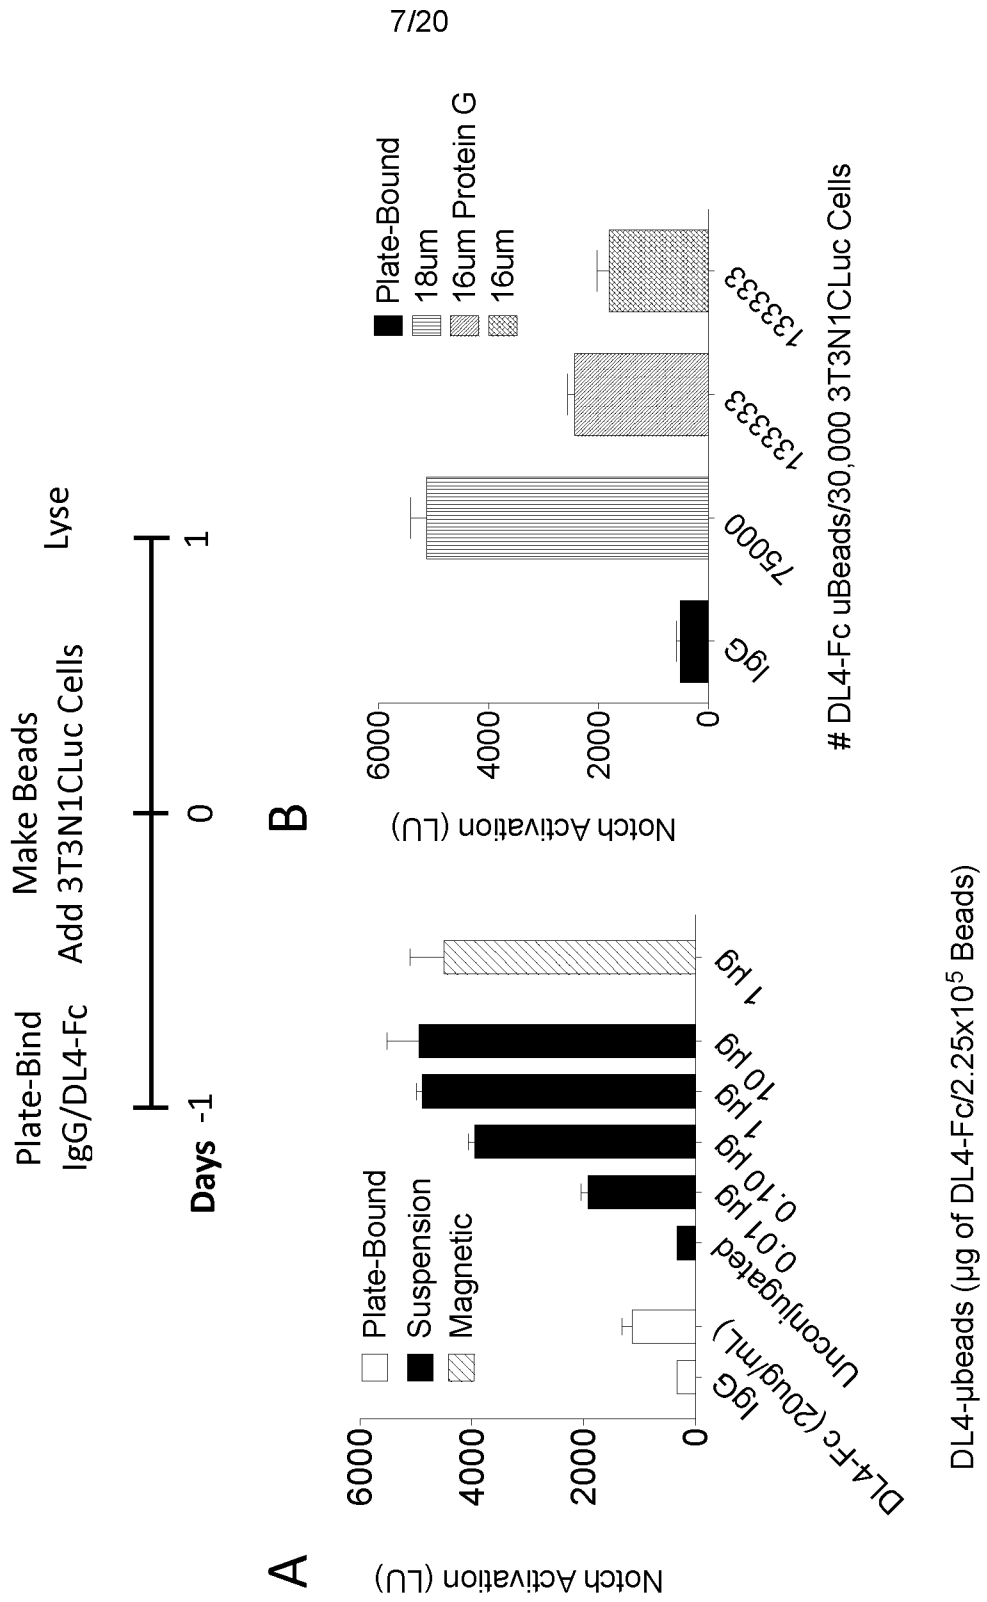 7/20
Plate-Bind
IgG/DL4-Fc
Make Beads
Add 3T3N1CLuc Cells
Lyse
Days
-1
0
1
A
Notch Activation (LU)
6000
4000
2000
0
Plate-Bound
Suspension
Magnetic
IgG
DL4-Fc (20ug/mL)
Unconjugated
0.01 µg
0.10 µg
1 µg
10 µg
1 µg
DL4-µbeads (µg of DL4-Fc/2.25x10⁵ Beads)
B
Notch Activation (LU)
6000
4000
2000
0
Plate-Bound
18um
16um Protein G
16um
IgG
75000
133333
133333
# DL4-Fc uBeads/30,000 3T3N1CLuc Cells